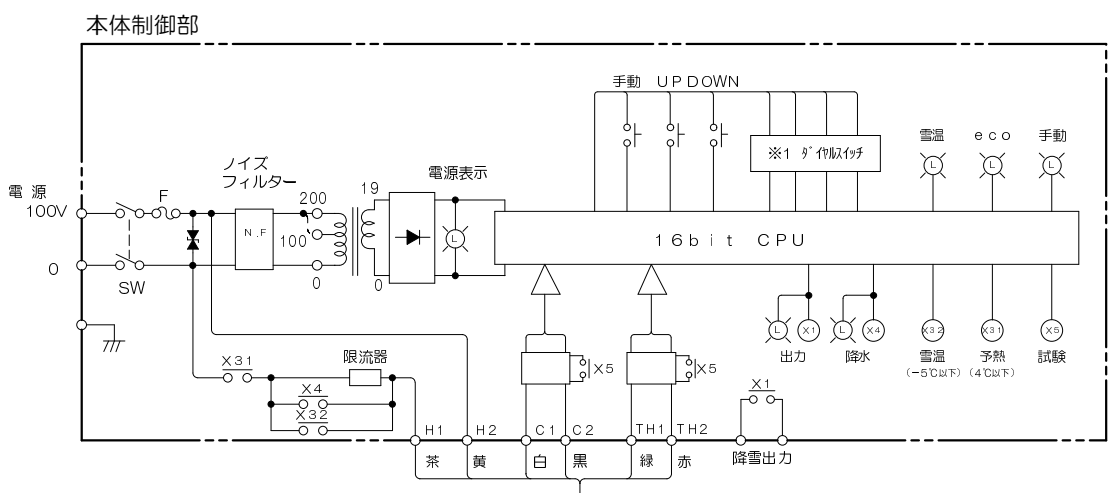 本体制御部
手動 UP DOWN
※1 ダイヤルスイッチ
雪温 eco 手動
L L L
ノイズ
フィルター
電源表示
電源
100V
F
N.F
200
100
0
19
0
L
16bit CPU
0
SW
L X1 L X4 X32 X31 X5
出力 降水 雪温 予熱 試験
(-5℃以下) (4℃以下)
X31
限流器
X4
X32
X5 X5
X1
H1 H2 C1 C2 TH1 TH2
茶 黄 白 黒 緑 赤 降雪出力